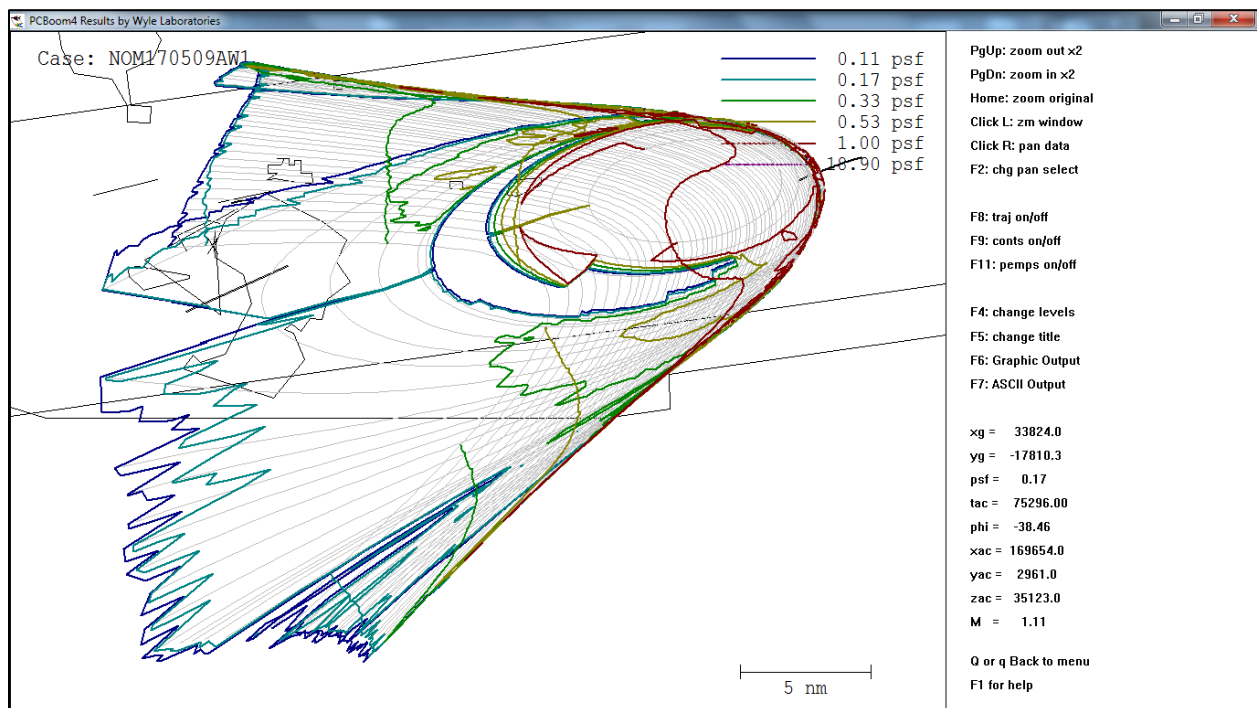 PCBoom4 Results by Wyle Laboratories
Case: NOM170509AW1
0.11 psf
0.17 psf
0.33 psf
0.53 psf
1.00 psf
18.90 psf
5 nm
PgUp: zoom out x2
PgDn: zoom in x2
Home: zoom original
Click L: zm window
Click R: pan data
F2: chg pan select
F8: traj on/off
F9: conts on/off
F11: pemps on/off
F4: change levels
F5: change title
F6: Graphic Output
F7: ASCII Output
xg = 33824.0
yg = -17810.3
psf = 0.17
tac = 75296.00
phi = -38.46
xac = 169654.0
yac = 2961.0
zac = 35123.0
M = 1.11
Q or q Back to menu
F1 for help